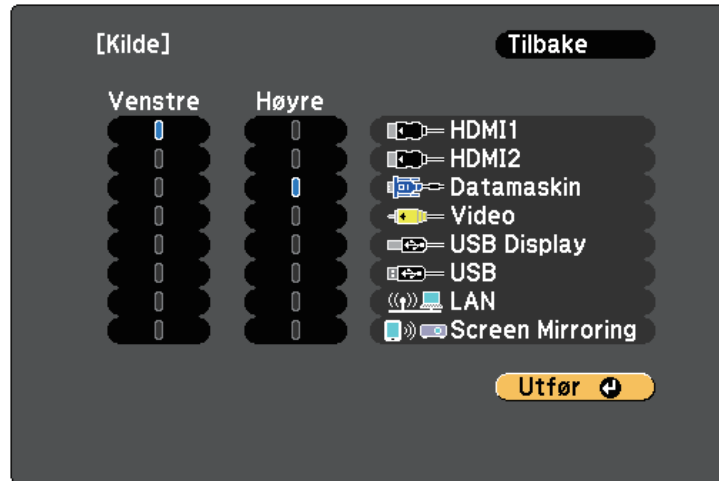 [Kilde] Tilbake
Venstre Høyre
HDMI1
HDMI2
Datamaskin
Video
USB Display
USB
LAN
Screen Mirroring
Utfør